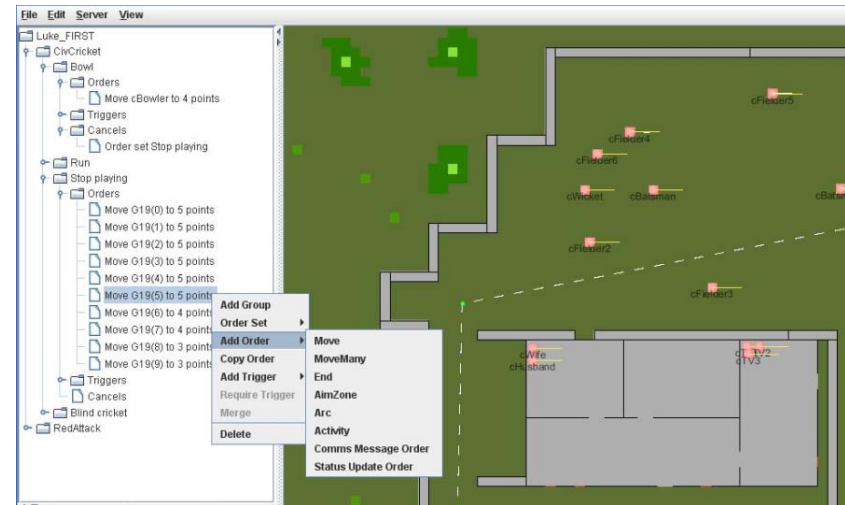 File Edit Server View
Luke_FIRST
CivCricket
Bowl
Orders
Move cBowler to 4 points
Triggers
Cancels
Order set Stop playing
Run
Stop playing
Orders
Move G19(0) to 5 points
Move G19(1) to 5 points
Move G19(2) to 5 points
Move G19(3) to 5 points
Move G19(4) to 5 points
Move G19(5) to 5 points
Move G19(6) to 4 points
Move G19(7) to 4 points
Move G19(8) to 3 points
Move G19(9) to 3 points
Triggers
Cancels
Blind cricket
RedAttack
Add Group
Order Set
Add Order
Copy Order
Add Trigger
Require Trigger
Merge
Delete
Move
MoveMany
End
AimZone
Arc
Activity
Comms Message Order
Status Update Order
cFielder5
cFielder4
cFielder6
cWicket
cBatsman
cFielder2
cFielder3
cWife
cHusband
cTV3